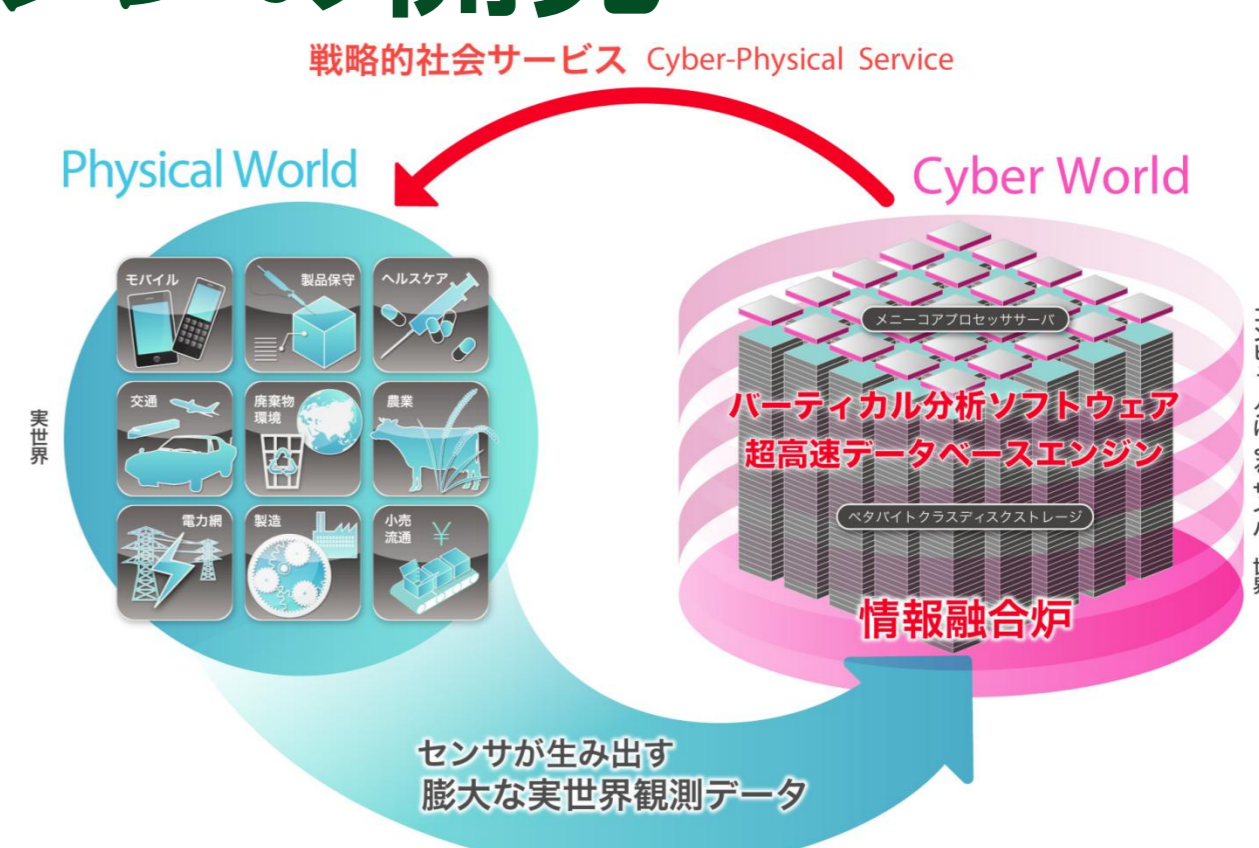 の開発
戦略的社会サービス Cyber-Physical Service
Physical World
Cyber World
モバイル
製品保守
ヘルスケア
メニーコアプロセッササーバ
交通
廃棄物
環境
農業
実世界
バーティカル分析ソフトウェア
超高速データベースエンジン
電力網
製造
小売
流通
¥
ペタバイトクラスディスクストレージ
情報融合炉
センサが生み出す
膨大な実世界観測データ